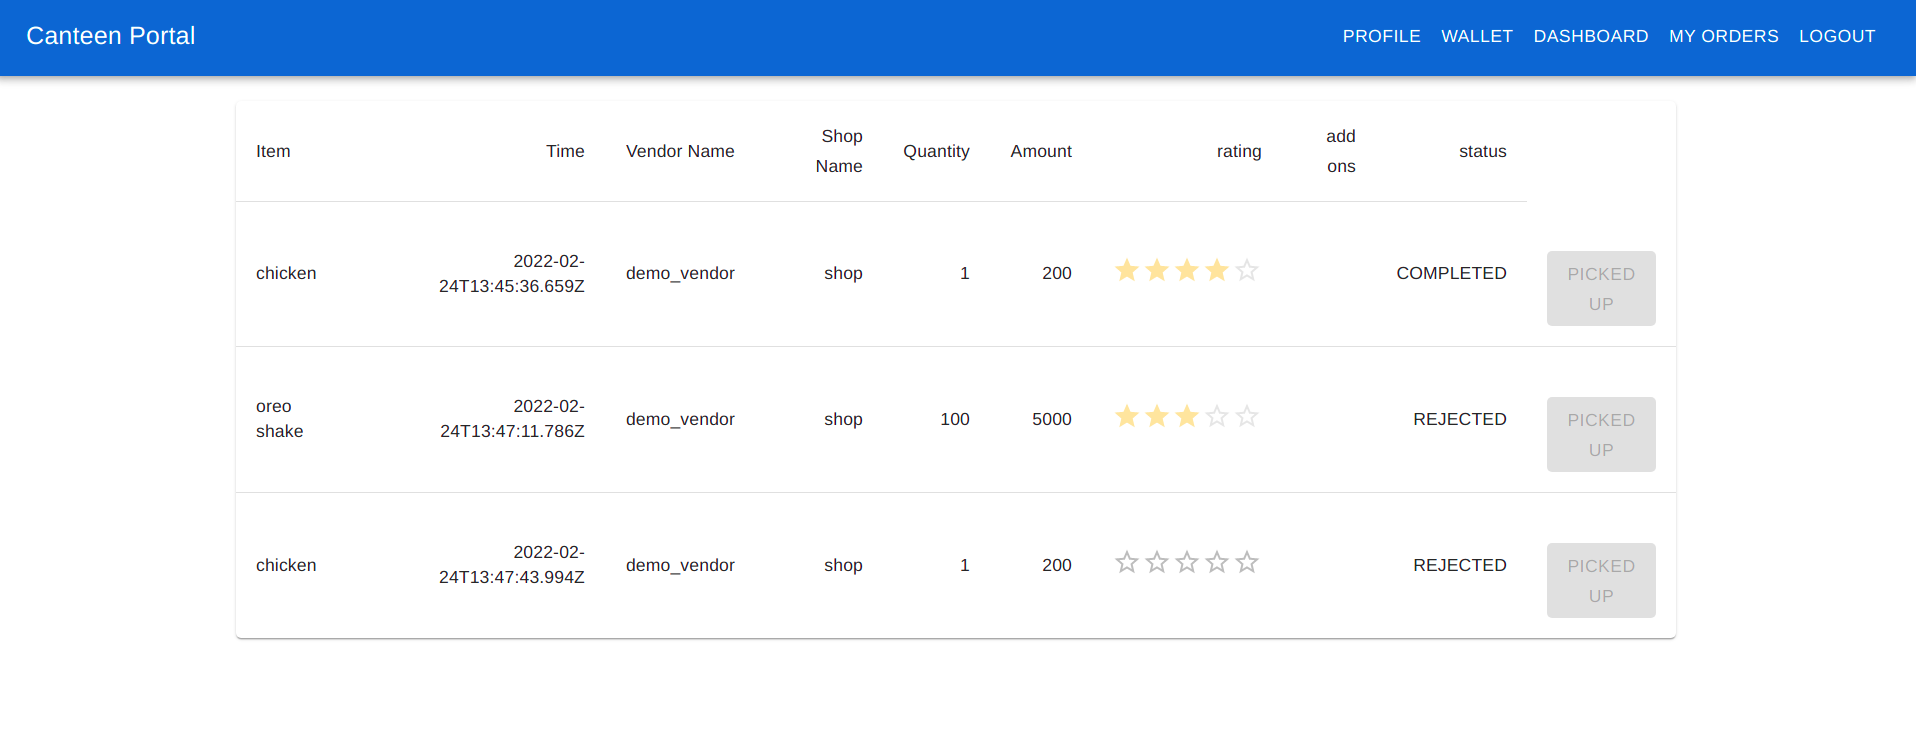 Canteen Portal PROFILE WALLET DASHBOARD MY ORDERS LOGOUT
Item Time Vendor Name Shop Name Quantity Amount rating add ons status
chicken 2022-02-24T13:45:36.659Z demo_vendor shop 1 200 COMPLETED PICKED UP
oreo shake 2022-02-24T13:47:11.786Z demo_vendor shop 100 5000 REJECTED PICKED UP
chicken 2022-02-24T13:47:43.994Z demo_vendor shop 1 200 REJECTED PICKED UP